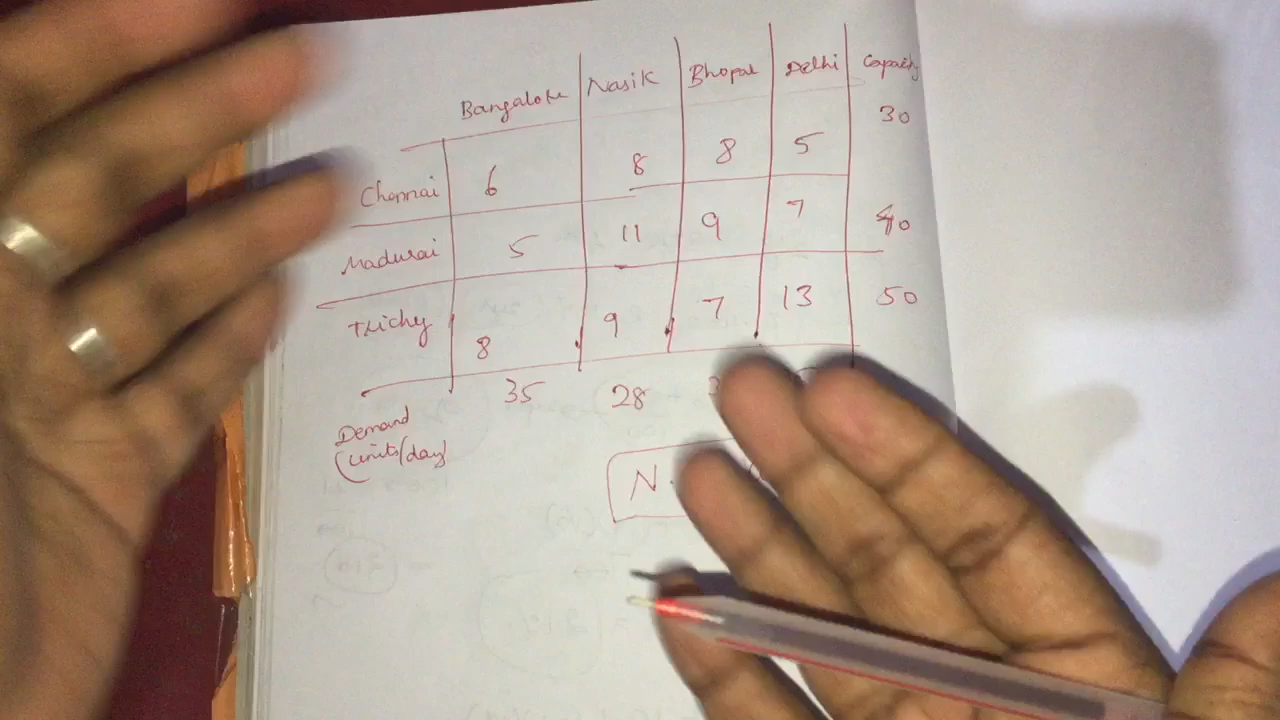 Bangalore Nasik Bhopal Delhi Capacity
30
Chennai 6 8 8 5
Madurai 5 11 9 7 40
Trichy 8 9 7 13 50
35 28
Demand
(units/day)
N.